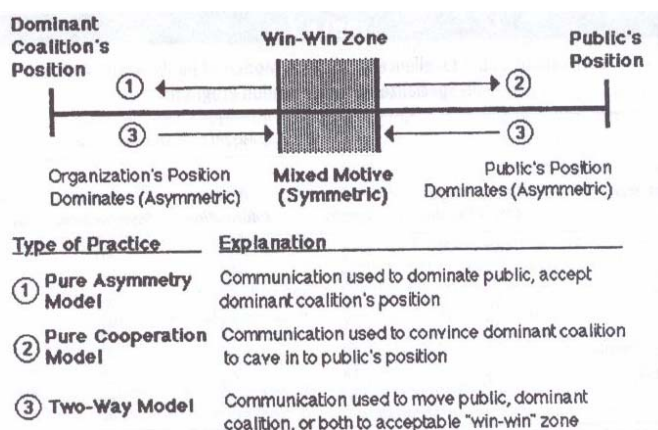 Dominant
Coalition's
Position
Win-Win Zone
Public's
Position
1
2
3
3
Organization's Position
Dominates (Asymmetric)
Mixed Motive
(Symmetric)
Public's Position
Dominates (Asymmetric)
Type of Practice
Explanation
1 Pure Asymmetry
Model
Communication used to dominate public, accept
dominant coalition's position
2 Pure Cooperation
Model
Communication used to convince dominant coalition
to cave in to public's position
3 Two-Way Model
Communication used to move public, dominant
coalition, or both to acceptable "win-win" zone